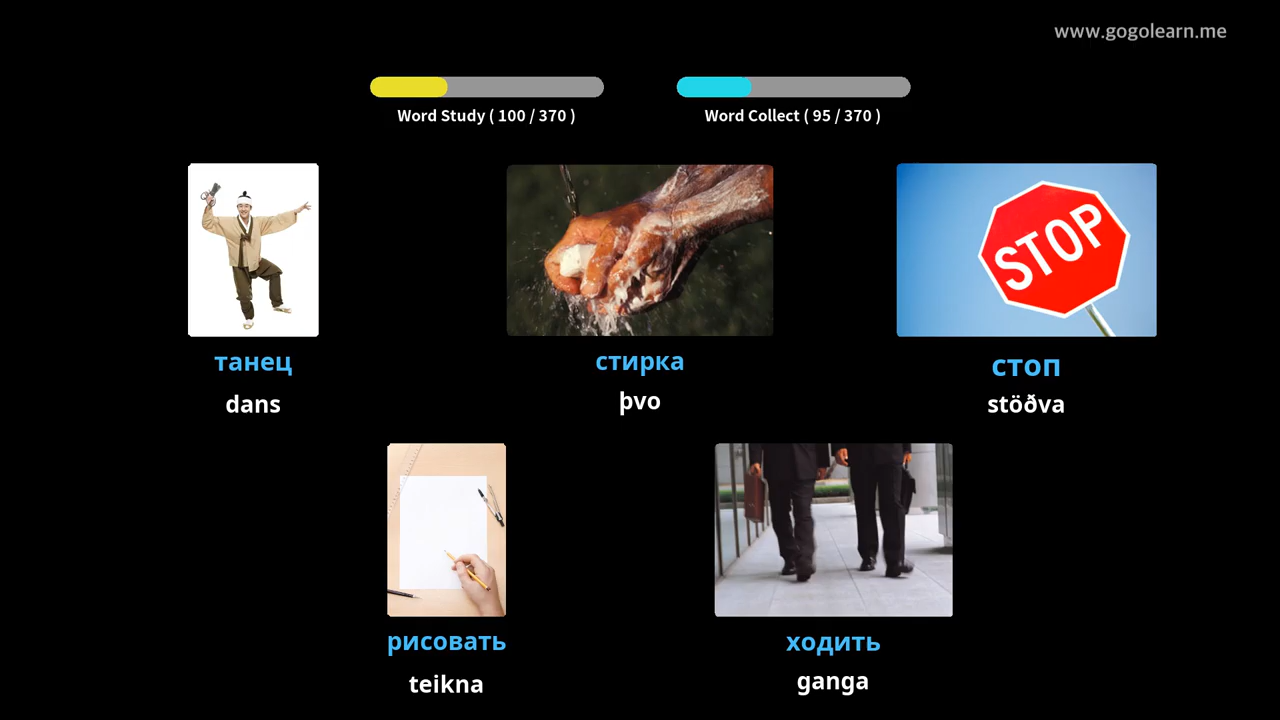 www.gogolearn.me
Word Study ( 100 / 370 )
Word Collect ( 95 / 370 )
STOP
танец
стирка
стоп
dans
þvo
stöðva
рисовать
ходить
teikna
ganga